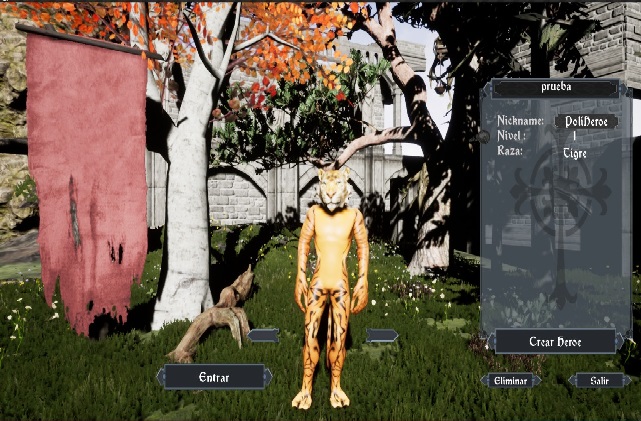 prueba
Nickname: PoliHeroe
Nivel: 1
Raza: Tigre
Crear Heroe
Entrar
Eliminar
Salir